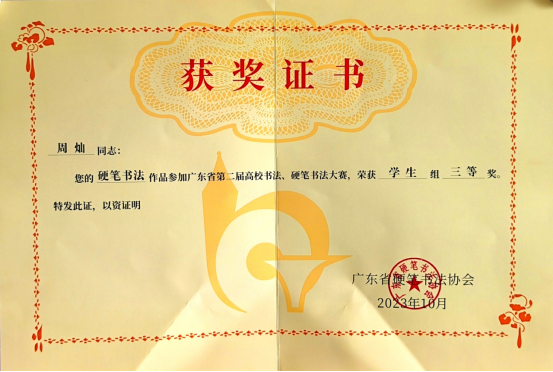 获奖证书
周灿 同志：
您的 硬笔书法 作品参加广东省第二届高校书法、硬笔书法大赛，荣获 学生 组 三等 奖。
特发此证，以资证明
广东省硬笔书法协会
2023年10月